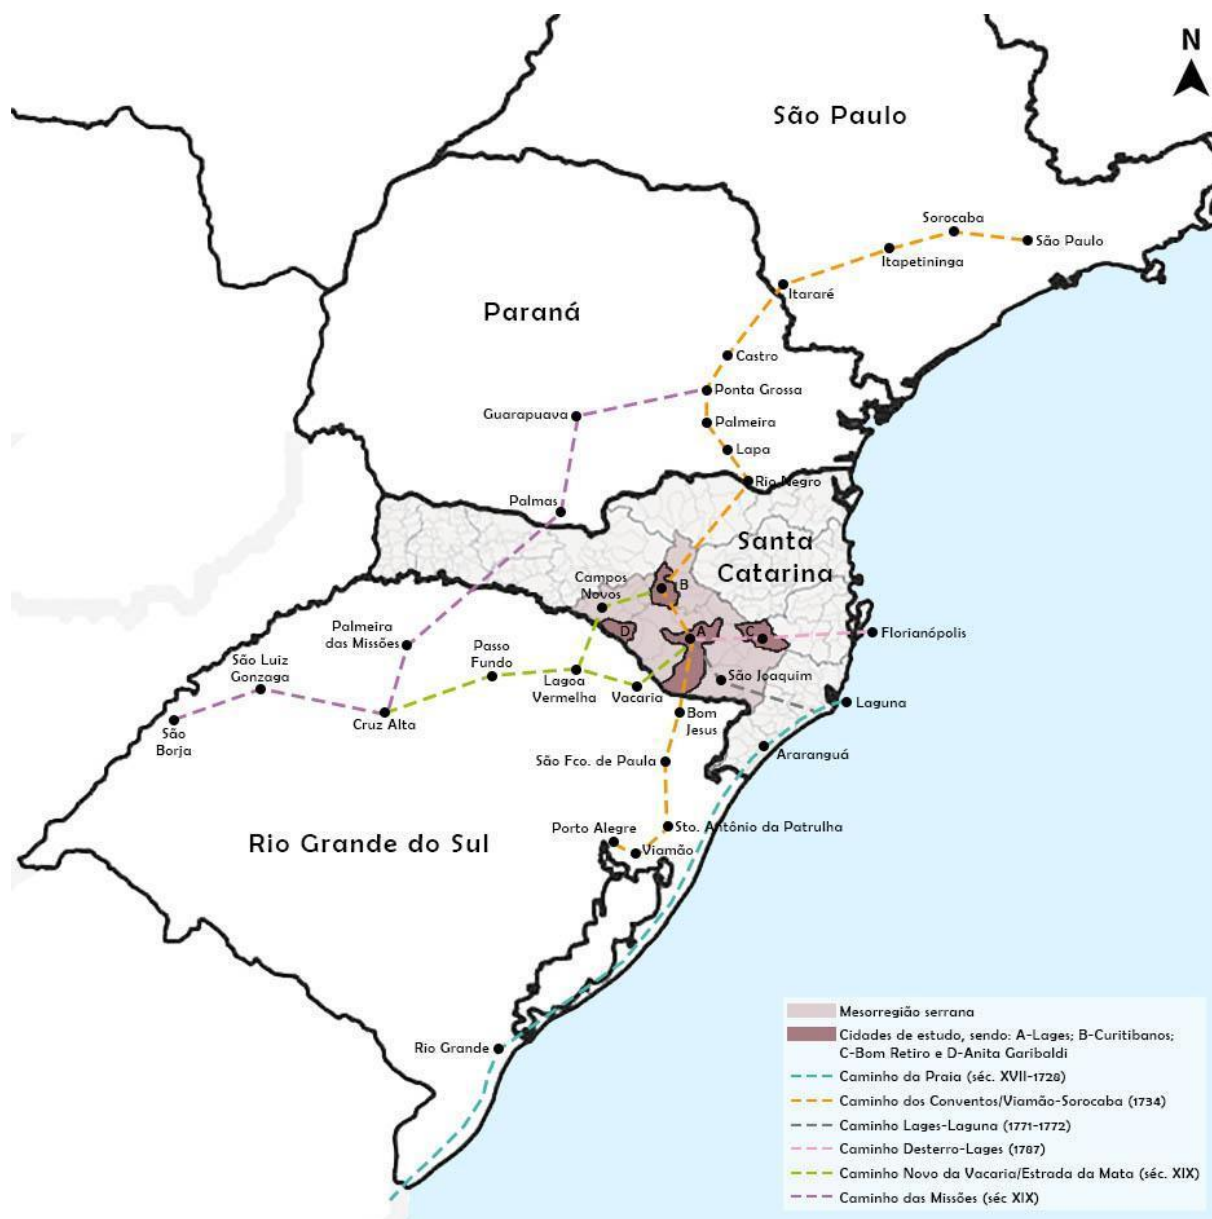 N
São Paulo
Sorocaba
São Paulo
Itapetininga
Itararé
Paraná
Castro
Ponta Grossa
Guarapuava
Palmeira
Lapa
Rio Negro
Palmas
Santa
Catarina
Campos
Novos
B
Palmeira
das Missões
D
A
C
Florianópolis
Passo
Fundo
São Luiz
Gonzaga
Lagoa
Vermelha
Vacaria
São Joaquim
Laguna
São
Borja
Cruz Alta
Bom
Jesus
Araranguá
São Fco. de Paula
Porto Alegre
Sto. Antônio da Patrulha
Viamão
Rio Grande do Sul
Rio Grande
Mesorregião serrana
Cidades de estudo, sendo: A-Lages; B-Curitibanos;
C-Bom Retiro e D-Anita Garibaldi
Caminho da Praia (séc. XVII-1728)
Caminho dos Conventos/Viamão-Sorocaba (1734)
Caminho Lages-Laguna (1771-1772)
Caminho Desterro-Lages (1787)
Caminho Novo da Vacaria/Estrada da Mata (séc. XIX)
Caminho das Missões (séc XIX)